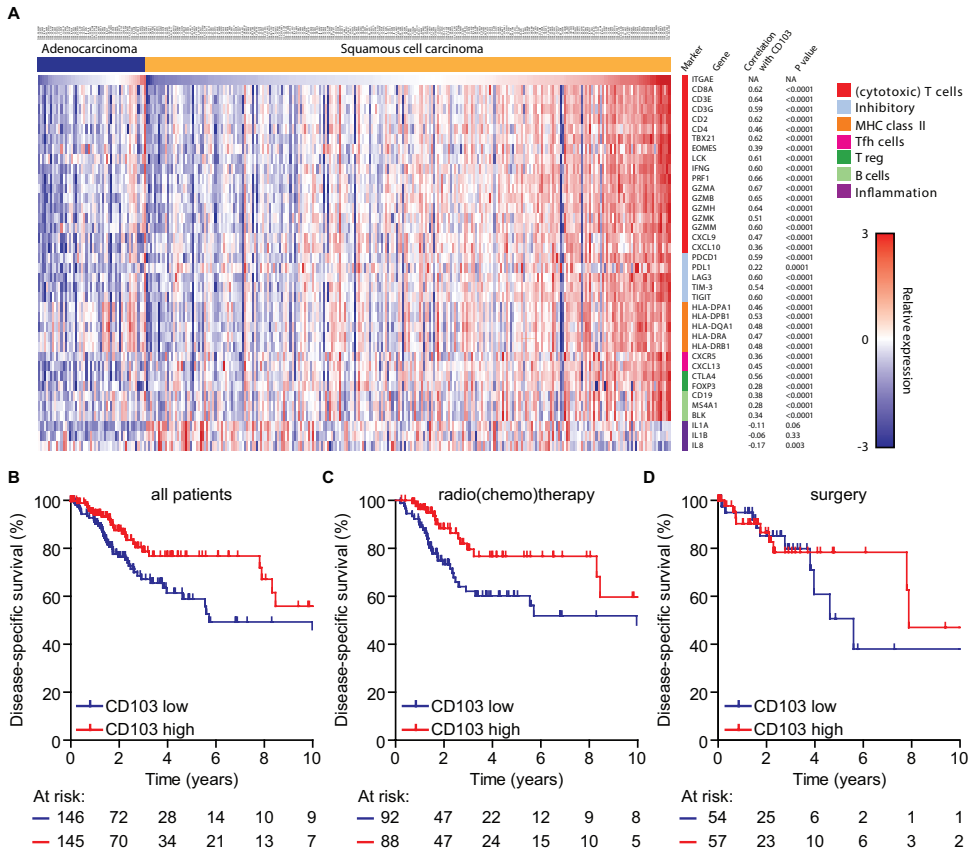 A
Adenocarcinoma
Squamous cell carcinoma
Marker
Gene
Correlation
with CD103
P value
ITGAE NA NA
CD8A 0.62 <0.0001
CD3E 0.64 <0.0001
CD3G 0.59 <0.0001
CD2 0.62 <0.0001
CD4 0.46 <0.0001
TBX21 0.62 <0.0001
EOMES 0.39 <0.0001
LCK 0.61 <0.0001
IFNG 0.60 <0.0001
PRF1 0.66 <0.0001
GZMA 0.67 <0.0001
GZMB 0.65 <0.0001
GZMH 0.64 <0.0001
GZMK 0.51 <0.0001
GZMM 0.60 <0.0001
CXCL9 0.47 <0.0001
CXCL10 0.36 <0.0001
PDCD1 0.59 <0.0001
PDL1 0.22 0.0001
LAG3 0.60 <0.0001
TIM-3 0.54 <0.0001
TIGIT 0.60 <0.0001
HLA-DPA1 0.46 <0.0001
HLA-DPB1 0.53 <0.0001
HLA-DQA1 0.48 <0.0001
HLA-DRA 0.47 <0.0001
HLA-DRB1 0.48 <0.0001
CXCR5 0.36 <0.0001
CXCL13 0.45 <0.0001
CTLA4 0.56 <0.0001
FOXP3 0.28 <0.0001
CD19 0.38 <0.0001
MS4A1 0.28 <0.0001
BLK 0.34 <0.0001
IL1A -0.11 0.06
IL1B -0.06 0.33
IL8 -0.17 0.003
(cytotoxic) T cells
Inhibitory
MHC class II
Tfh cells
T reg
B cells
Inflammation
3
0
-3
Relative expression
B
all patients
Disease-specific survival (%)
100
80
60
40
20
0
CD103 low
CD103 high
0 2 4 6 8 10
Time (years)
At risk:
146 72 28 14 10 9
145 70 34 21 13 7
C
radio(chemo)therapy
Disease-specific survival (%)
100
80
60
40
20
0
CD103 low
CD103 high
0 2 4 6 8 10
Time (years)
At risk:
92 47 22 12 9 8
88 47 24 15 10 5
D
surgery
Disease-specific survival (%)
100
80
60
40
20
0
CD103 low
CD103 high
0 2 4 6 8 10
Time (years)
At risk:
54 25 6 2 1 1
57 23 10 6 3 2